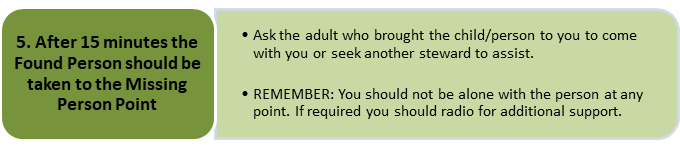 5. After 15 minutes the
Found Person should be
taken to the Missing
Person Point
• Ask the adult who brought the child/person to you to come
with you or seek another steward to assist.
• REMEMBER: You should not be alone with the person at any
point. If required you should radio for additional support.